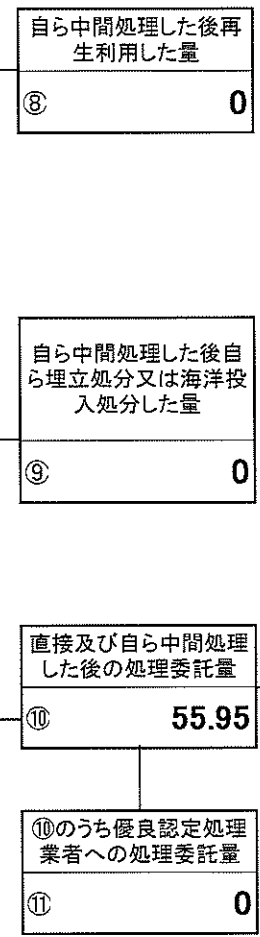 自ら中間処理した後再
生利用した量
⑧ 0
自ら中間処理した後自
ら埋立処分又は海洋投
入処分した量
⑨ 0
直接及び自ら中間処理
した後の処理委託量
⑩ 55.95
⑩のうち優良認定処理
業者への処理委託量
⑪ 0